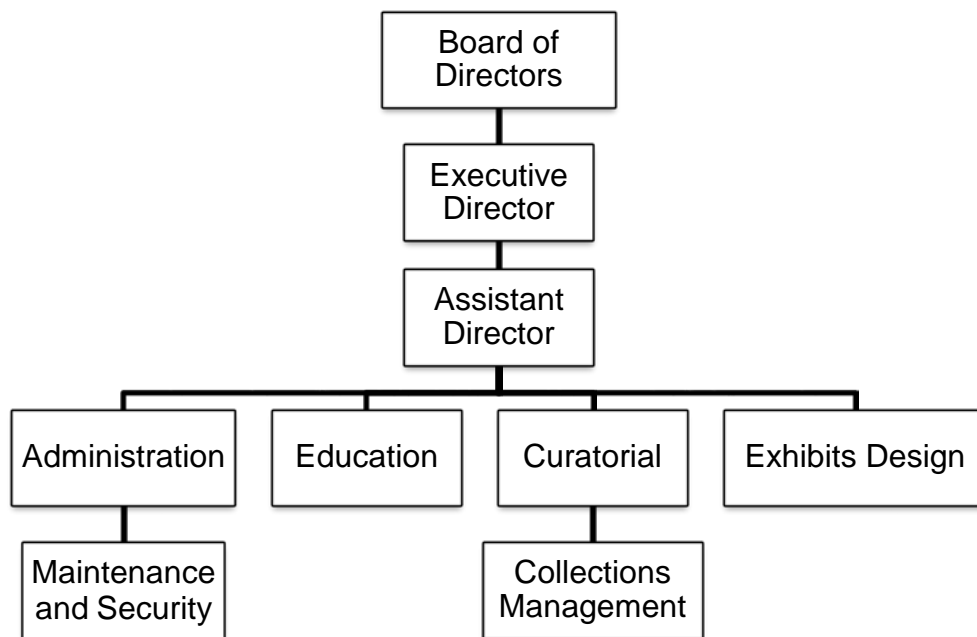 Board of
Directors
Executive
Director
Assistant
Director
Administration
Education
Curatorial
Exhibits Design
Maintenance
and Security
Collections
Management